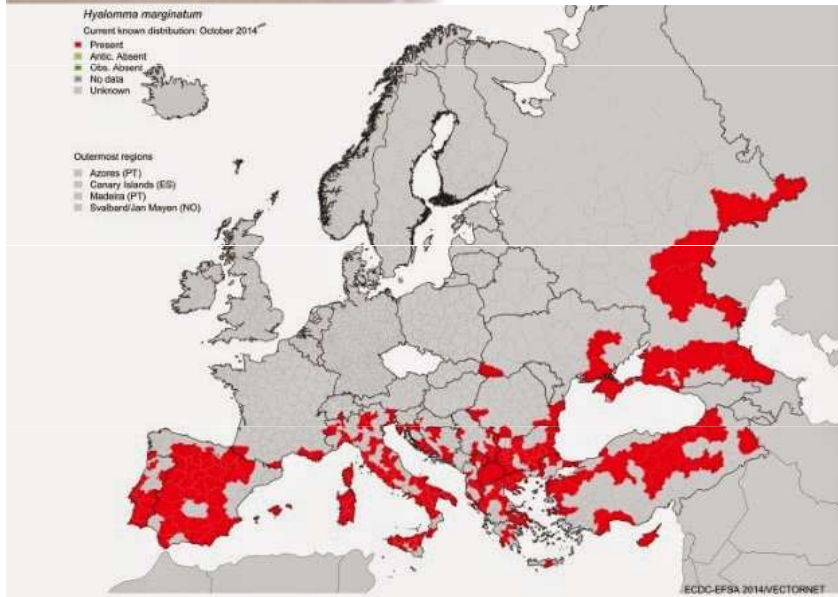 Hyalomma marginatum
Current known distribution: October 2014
Present
Antic. Absent
Obs. Absent
No data
Unknown
Outermost regions
Azores (PT)
Canary Islands (ES)
Madeira (PT)
Svalbard/Jan Mayen (NO)
ECDC-EFSA 2014/VECTORNET